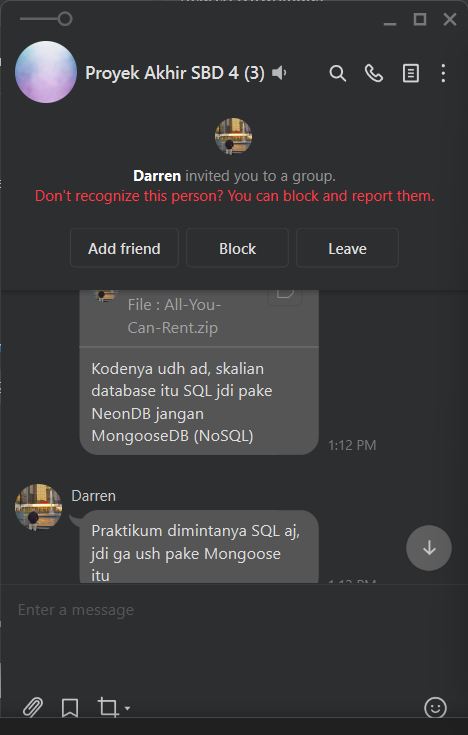 Proyek Akhir SBD 4 (3)
Darren invited you to a group.
Don't recognize this person? You can block and report them.
Add friend
Block
Leave
File : All-You-
Can-Rent.zip
Kodenya udh ad, skalian
database itu SQL jdi pake
NeonDB jangan
MongooseDB (NoSQL)
1:12 PM
Darren
Praktikum dimintanya SQL aj,
jdi ga ush pake Mongoose
itu
Enter a message